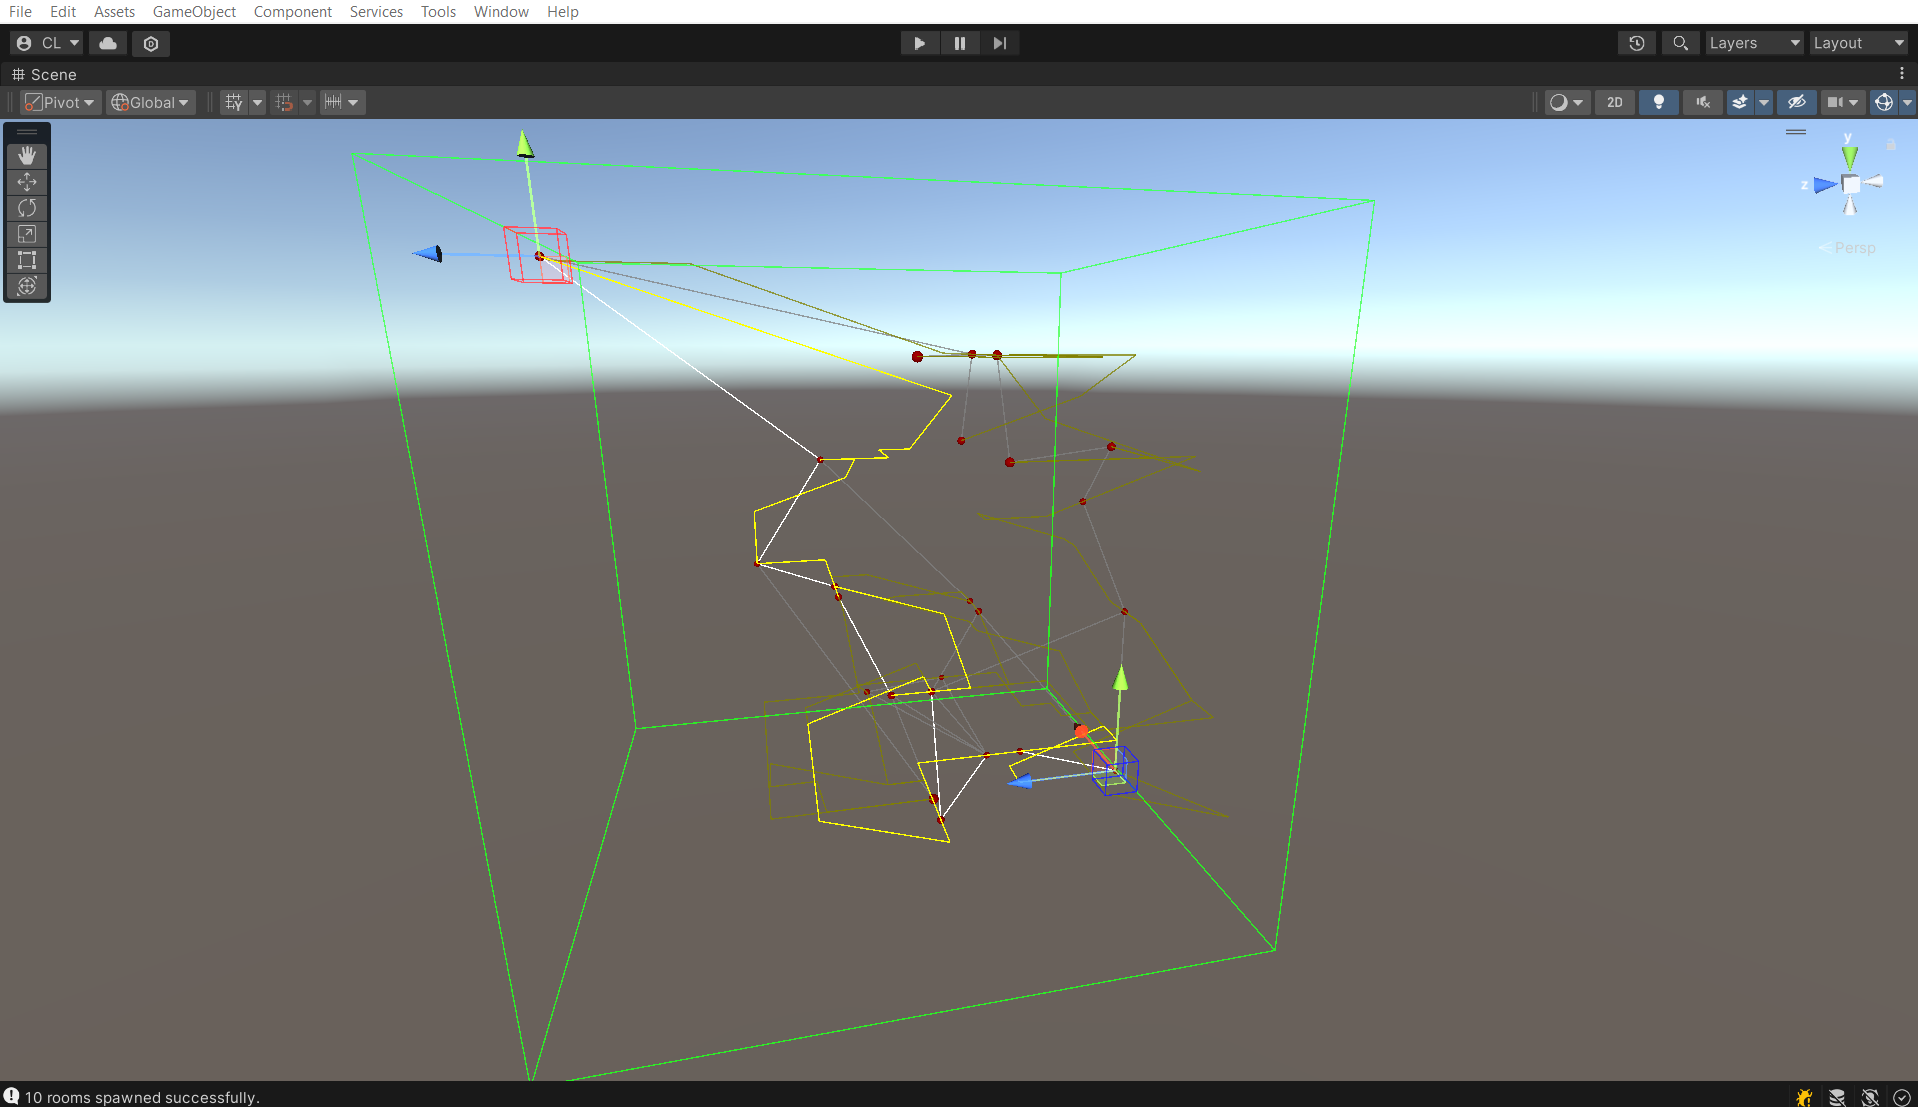 File Edit Assets GameObject Component Services Tools Window Help
CL Layers Layout
Scene
Pivot Global Y 2D
y
z
Persp
10 rooms spawned successfully.